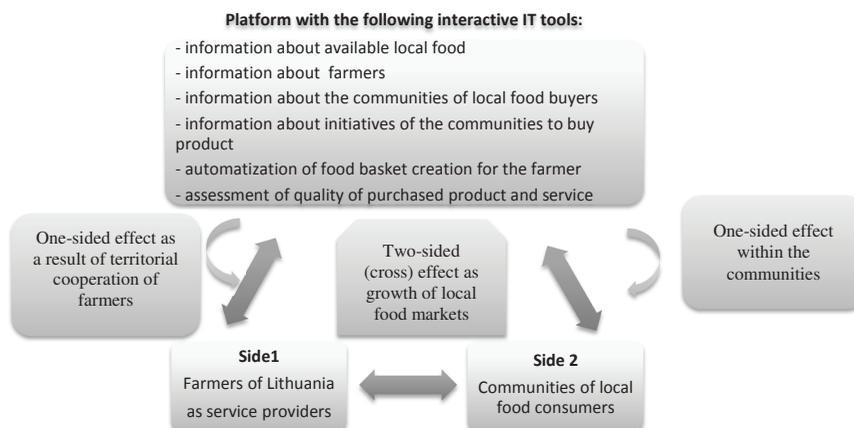 Platform with the following interactive IT tools:
- information about available local food
- information about farmers
- information about the communities of local food buyers
- information about initiatives of the communities to buy
product
- automatization of food basket creation for the farmer
- assessment of quality of purchased product and service
One-sided effect as
a result of territorial
cooperation of
farmers
Two-sided
(cross) effect as
growth of local
food markets
One-sided effect
within the
communities
Side1
Farmers of Lithuania
as service providers
Side 2
Communities of local
food consumers